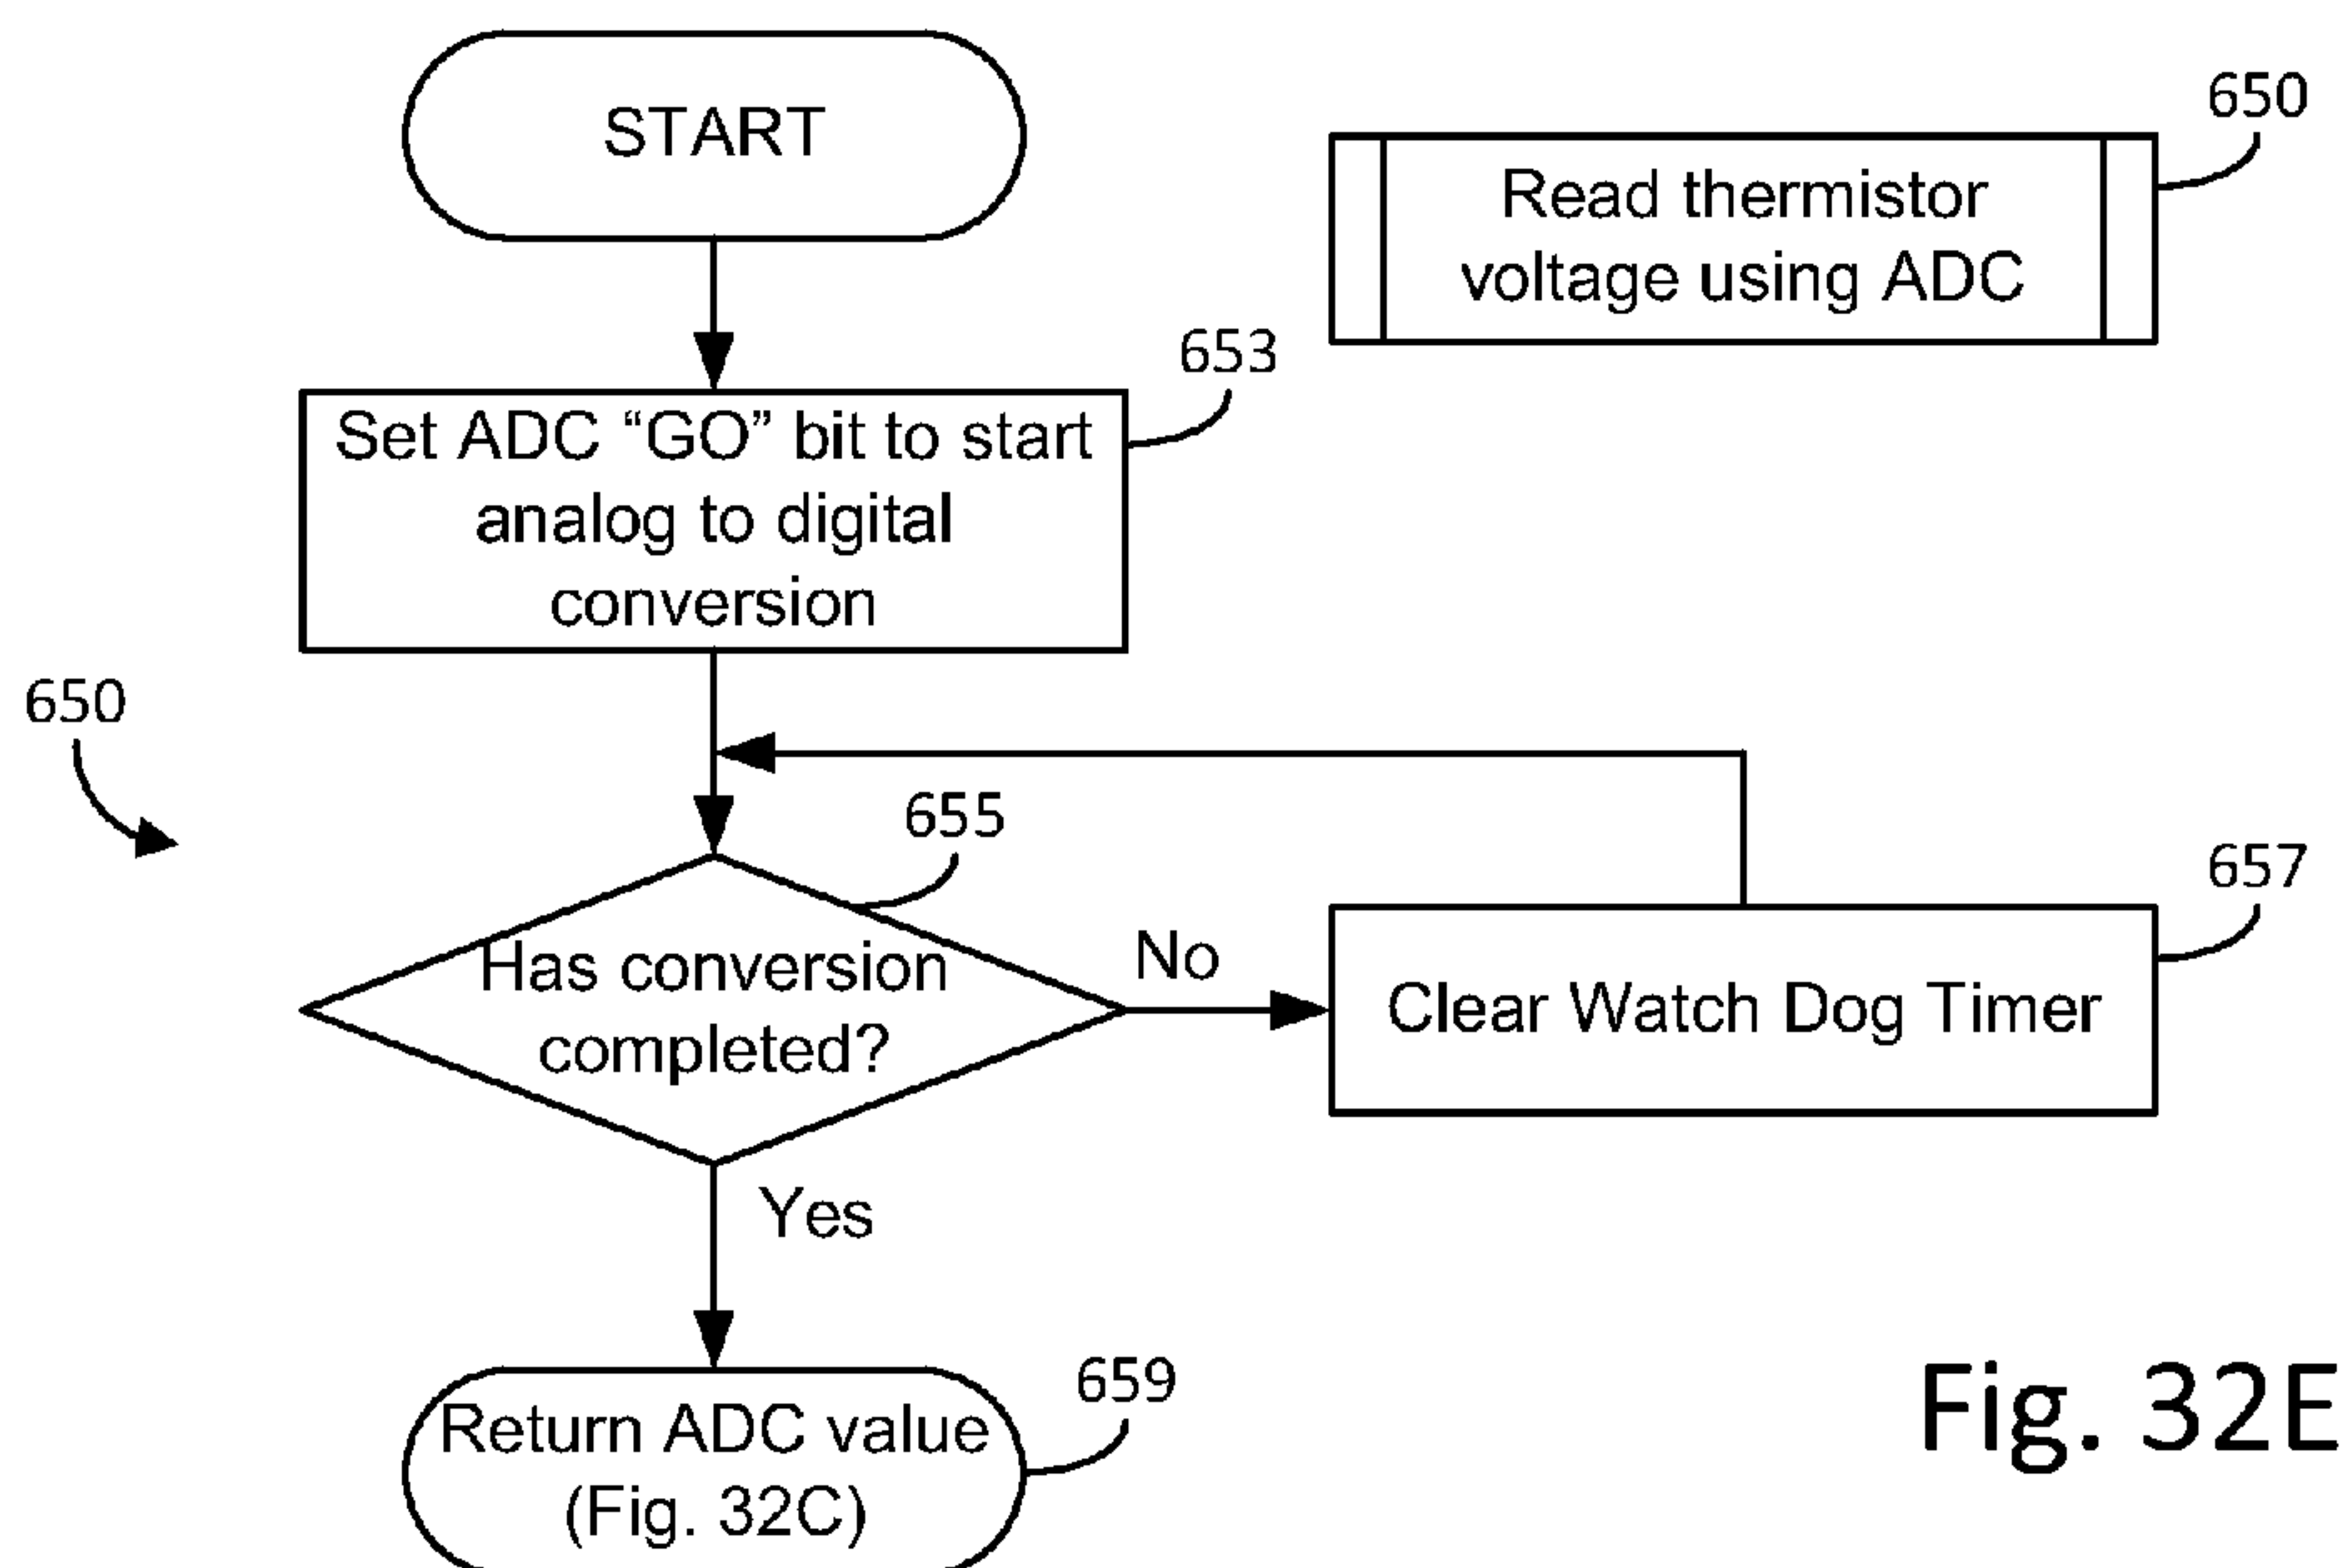 START
650
Read thermistor
voltage using ADC
653
Set ADC “GO” bit to start
analog to digital
conversion
650
655
657
Has conversion
completed?
No
Clear Watch Dog Timer
Yes
659
Return ADC value
(Fig. 32C)
Fig. 32E